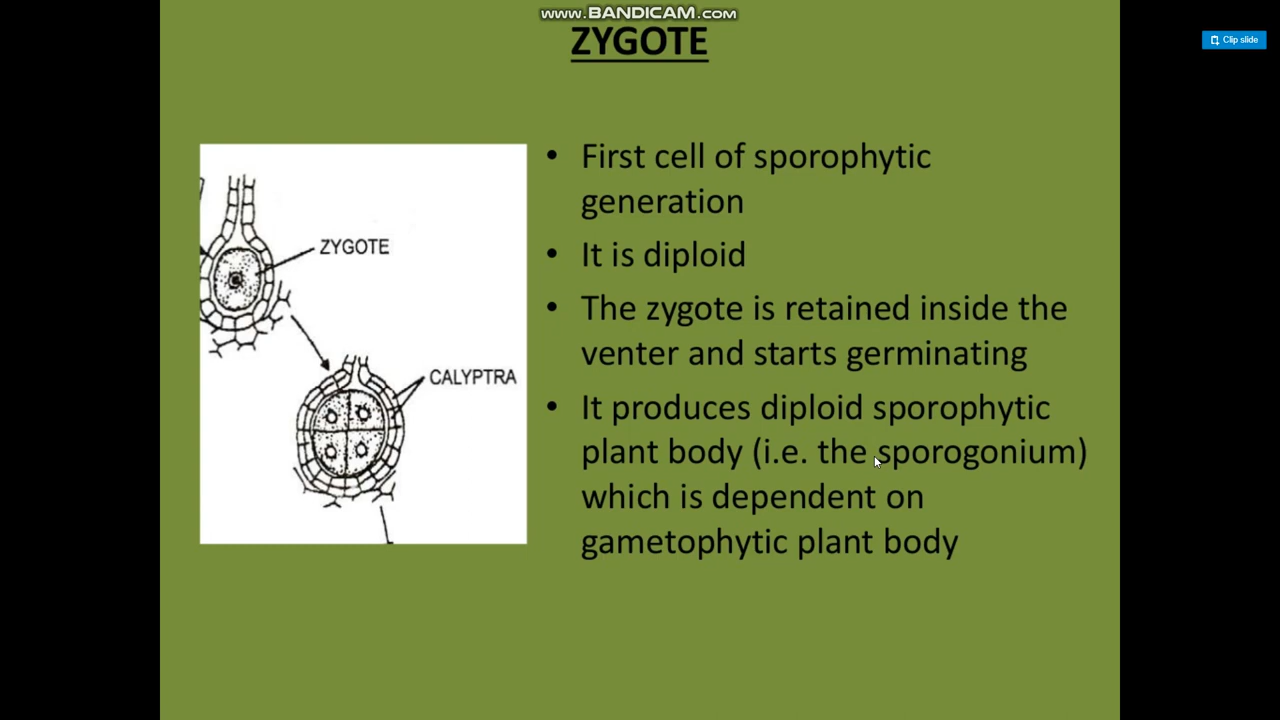 www.BANDICAM.com
ZYGOTE
Clip slide
ZYGOTE
CALYPTRA
• First cell of sporophytic
generation
• It is diploid
• The zygote is retained inside the
venter and starts germinating
• It produces diploid sporophytic
plant body (i.e. the sporogonium)
which is dependent on
gametophytic plant body